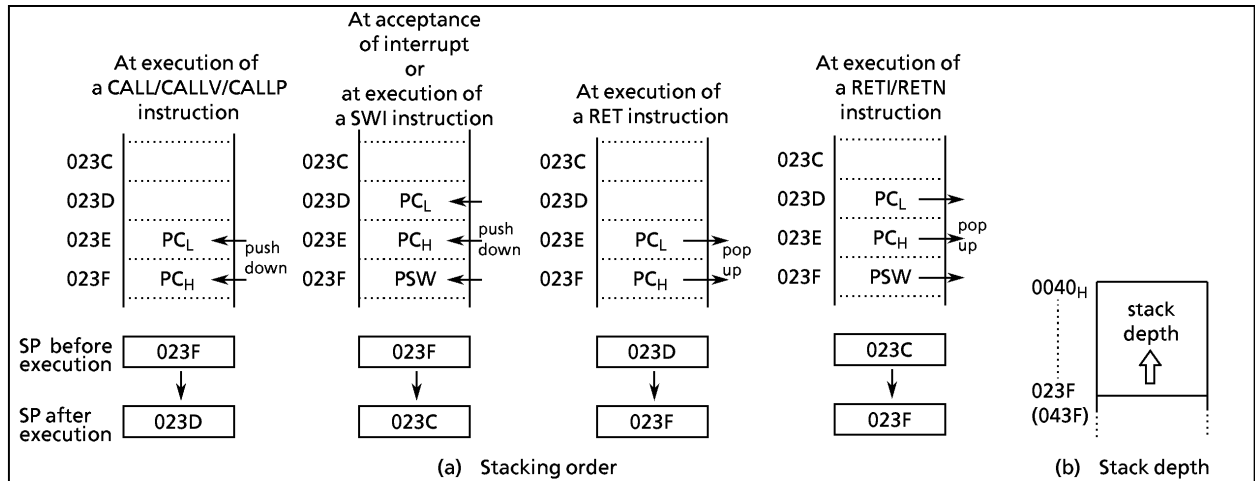 At execution of
a CALL/CALLV/CALLP
instruction
023C
023D
023E PCL
023F PCH
push
down
At acceptance
of interrupt
or
at execution of
a SWI instruction
023C
023D PCL
023E PCH
023F PSW
push
down
At execution of
a RET instruction
023C
023D
023E PCL
023F PCH
pop
up
At execution of
a RETI/RETN
instruction
023C
023D PCL
023E PCH
023F PSW
pop
up
SP before
execution
023F
023F
023D
023C
SP after
execution
023D
023C
023F
023F
(a) Stacking order
0040H
stack
depth
023F
(043F)
(b) Stack depth